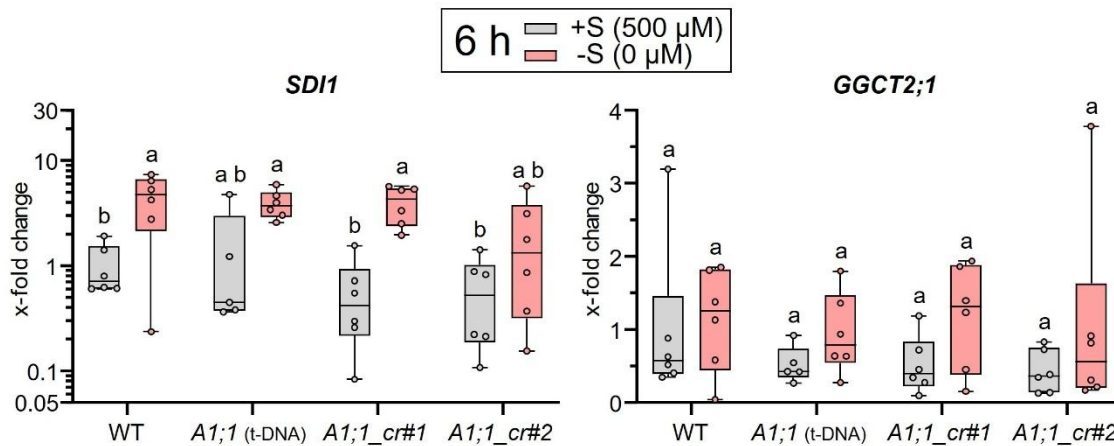 6 h
+S (500 µM)
-S (0 µM)
SDI1
GGCT2;1
x-fold change
30
10
1
0.1
0.05
b
a
a b
a
b
a
b
a b
WT
A1;1 (t-DNA)
A1;1_cr#1
A1;1_cr#2
x-fold change
4
3
2
1
0
a
a
a
a
a
a
a
a
WT
A1;1 (t-DNA)
A1;1_cr#1
A1;1_cr#2